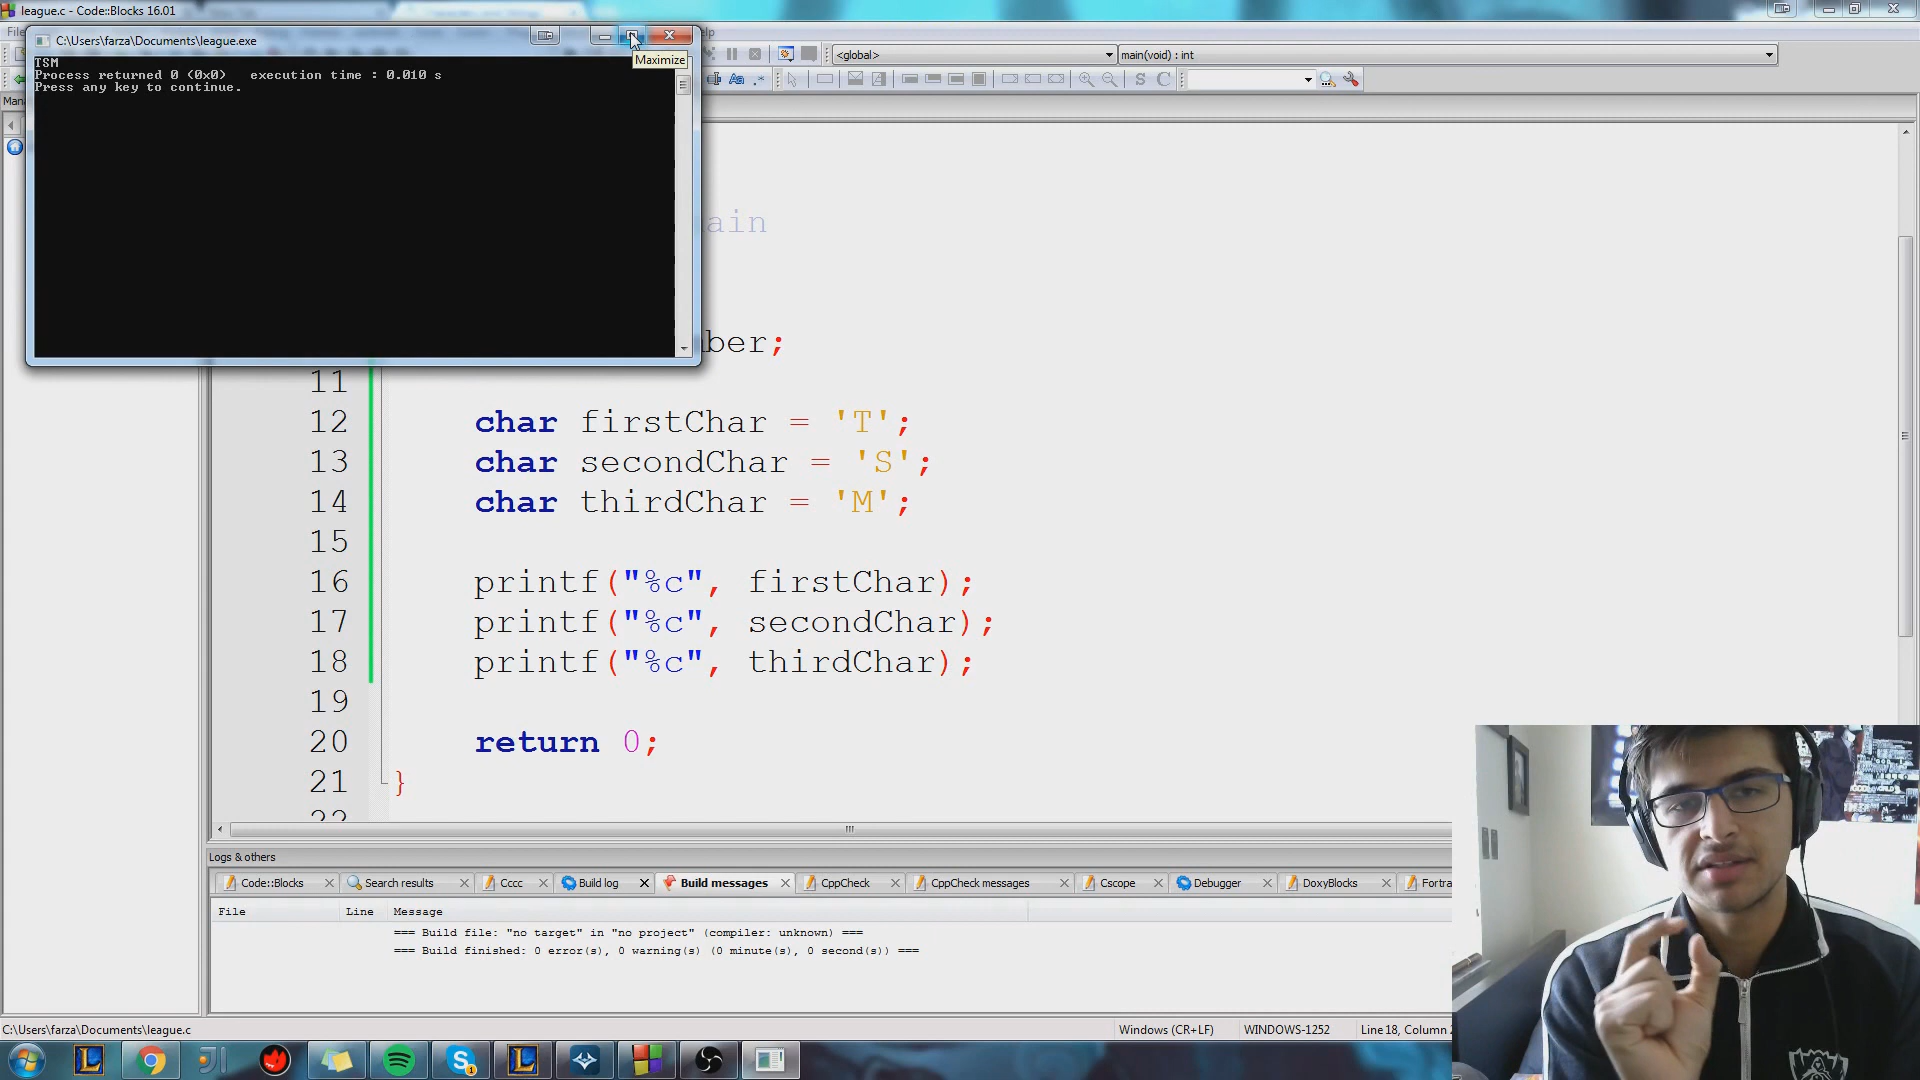 league.c - Code::Blocks 16.01
C:\Users\farza\Documents\league.exe
Maximize
TSM
Process returned 0 (0x0)   execution time : 0.010 s
Press any key to continue.
<global>
main(void) : int
ain
ber;
11
12 char firstChar = 'T';
13 char secondChar = 'S';
14 char thirdChar = 'M';
15
16 printf("%c", firstChar);
17 printf("%c", secondChar);
18 printf("%c", thirdChar);
19
20 return 0;
21 }
22
Logs & others
Code::Blocks
Search results
Cccc
Build log
Build messages
CppCheck
CppCheck messages
Cscope
Debugger
DoxyBlocks
Fortra
File Line Message
=== Build file: "no target" in "no project" (compiler: unknown) ===
=== Build finished: 0 error(s), 0 warning(s) (0 minute(s), 0 second(s)) ===
C:\Users\farza\Documents\league.c
Windows (CR+LF)
WINDOWS-1252
Line 18, Column